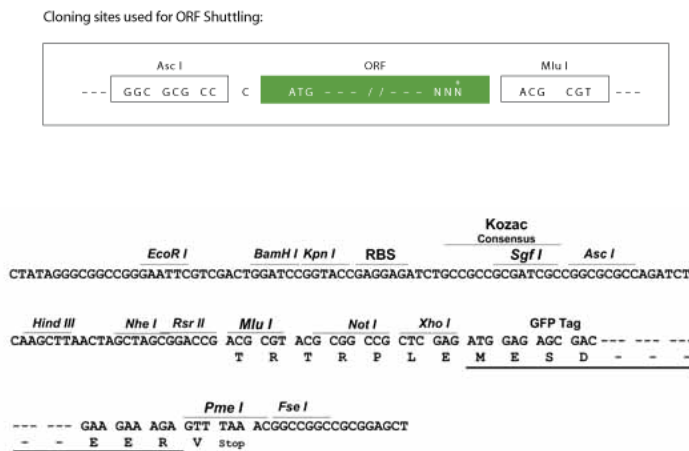 Cloning sites used for ORF Shuttling:
Asc I ORF Mlu I
--- GGC GCG CC C ATG --- // --- NNN* ACG CGT ---
Kozac
Consensus
EcoR I BamH I Kpn I RBS Sgf I Asc I
CTATAGGGCGGCCGGGAATTCGTCGACTGGATCCGGTACCGAGGAGATCTGCCGCCGCGATCGCCGGCGCGCCAGATCT
Hind III Nhe I Rsr II Mlu I Not I Xho I GFP Tag
CAAGCTTAACTAGCTAGCGGACCG ACG CGT ACG CGG CCG CTC GAG ATG GAG AGC GAC --- --- ---
T R T R P L E M E S D - - -
Pme I Fse I
--- --- GAA GAA AGA GTT TAA ACGGCCGGCCGCGGAGCT
- - E E R V Stop